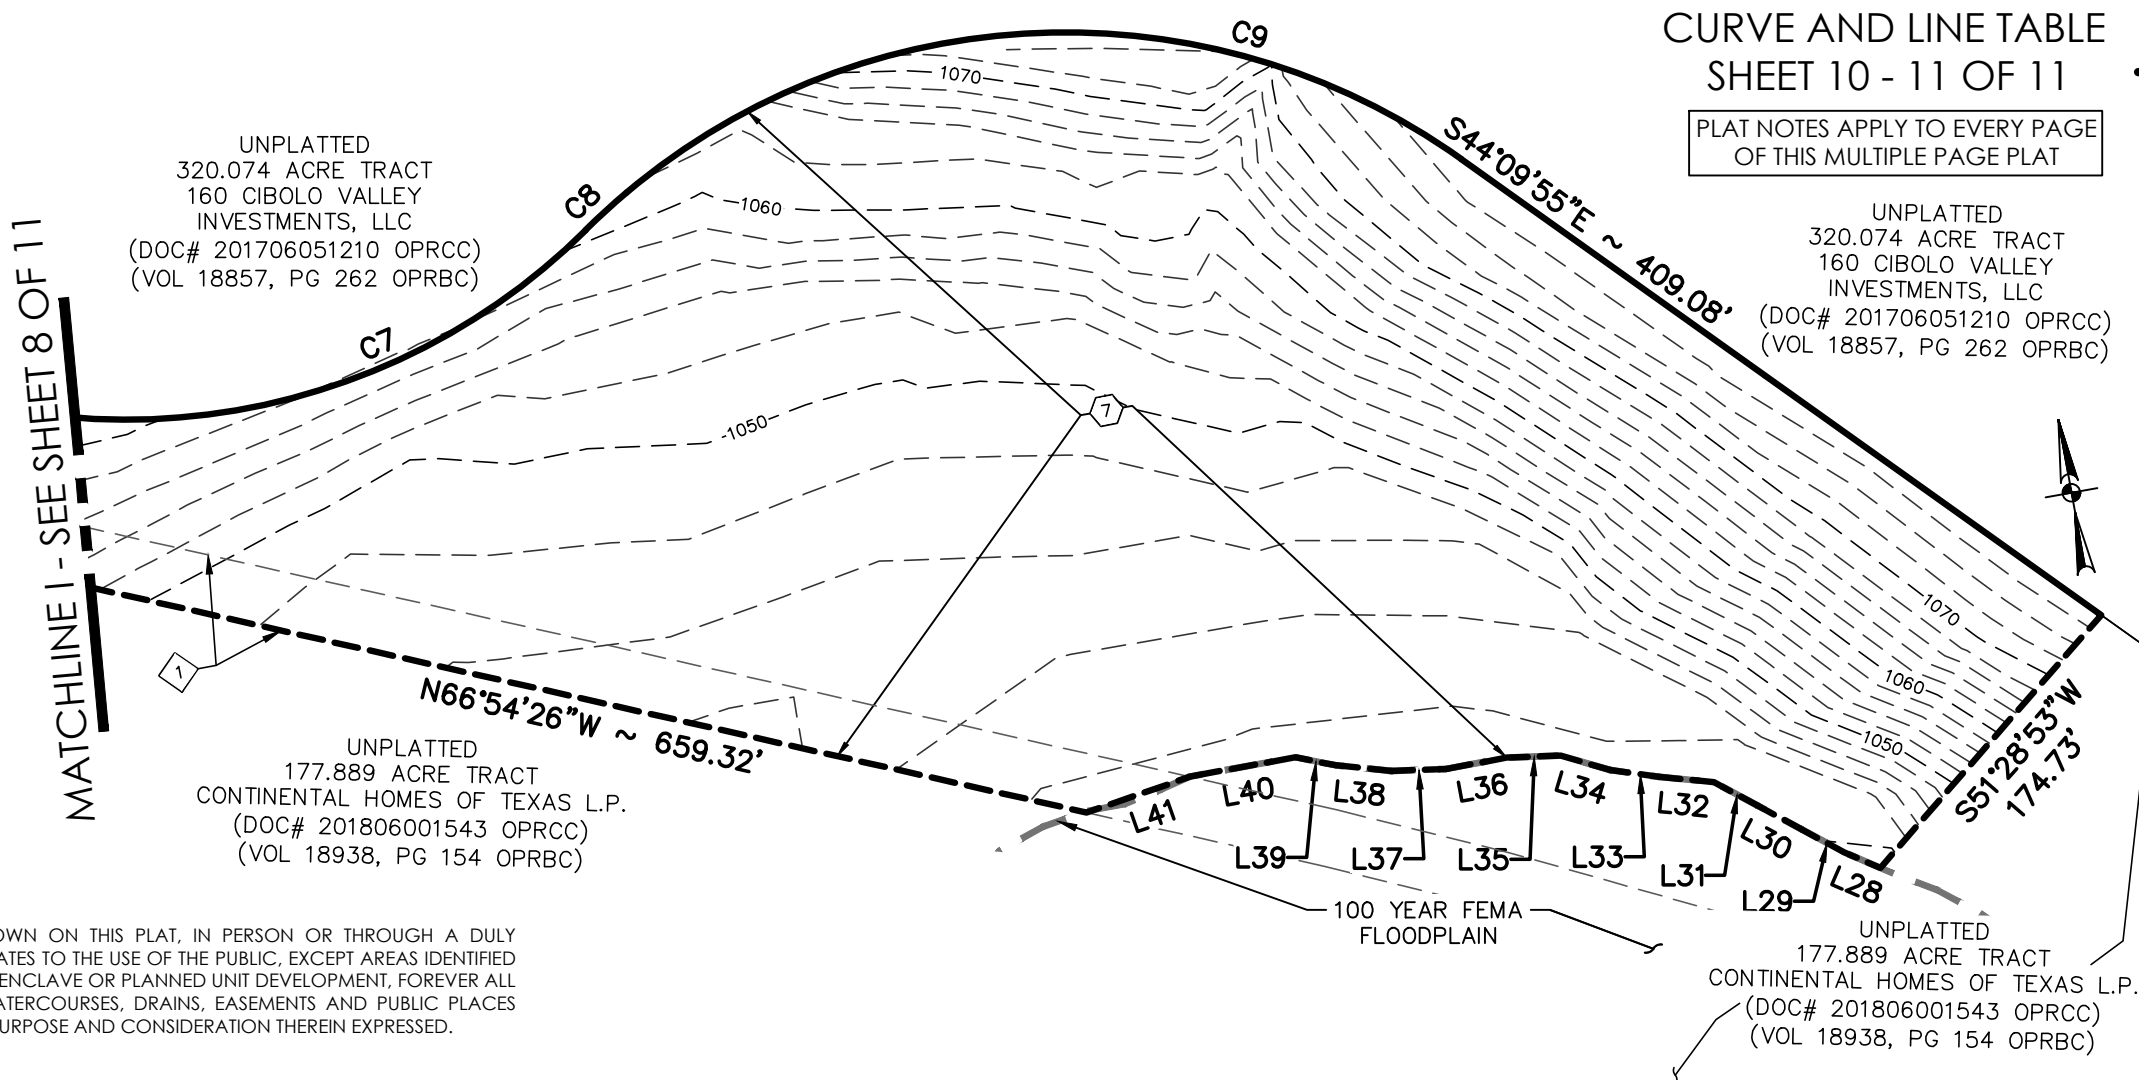 CURVE AND LINE TABLE
SHEET 10 - 11 OF 11
PLAT NOTES APPLY TO EVERY PAGE
OF THIS MULTIPLE PAGE PLAT
UNPLATTED
320.074 ACRE TRACT
160 CIBOLO VALLEY
INVESTMENTS, LLC
(DOC# 201706051210 OPRCC)
(VOL 18857, PG 262 OPRBC)
UNPLATTED
320.074 ACRE TRACT
160 CIBOLO VALLEY
INVESTMENTS, LLC
(DOC# 201706051210 OPRCC)
(VOL 18857, PG 262 OPRBC)
MATCHLINE I - SEE SHEET 8 OF 11
C7
C8
C9
S44°09'55"E ~ 409.08'
1070
1060
1050
7
1
1070
1060
1050
S51°28'53"W
174.73'
N66°54'26"W ~ 659.32'
UNPLATTED
177.889 ACRE TRACT
CONTINENTAL HOMES OF TEXAS L.P.
(DOC# 201806001543 OPRCC)
(VOL 18938, PG 154 OPRBC)
L41
L40
L39
L38
L37
L36
L35
L34
L33
L32
L31
L30
L29
L28
100 YEAR FEMA
FLOODPLAIN
UNPLATTED
177.889 ACRE TRACT
CONTINENTAL HOMES OF TEXAS L.P.
(DOC# 201806001543 OPRCC)
(VOL 18938, PG 154 OPRBC)
OWN ON THIS PLAT, IN PERSON OR THROUGH A DULY
ATES TO THE USE OF THE PUBLIC, EXCEPT AREAS IDENTIFIED
ENCLAVE OR PLANNED UNIT DEVELOPMENT, FOREVER ALL
ATERCOURSES, DRAINS, EASEMENTS AND PUBLIC PLACES
URPOSE AND CONSIDERATION THEREIN EXPRESSED.